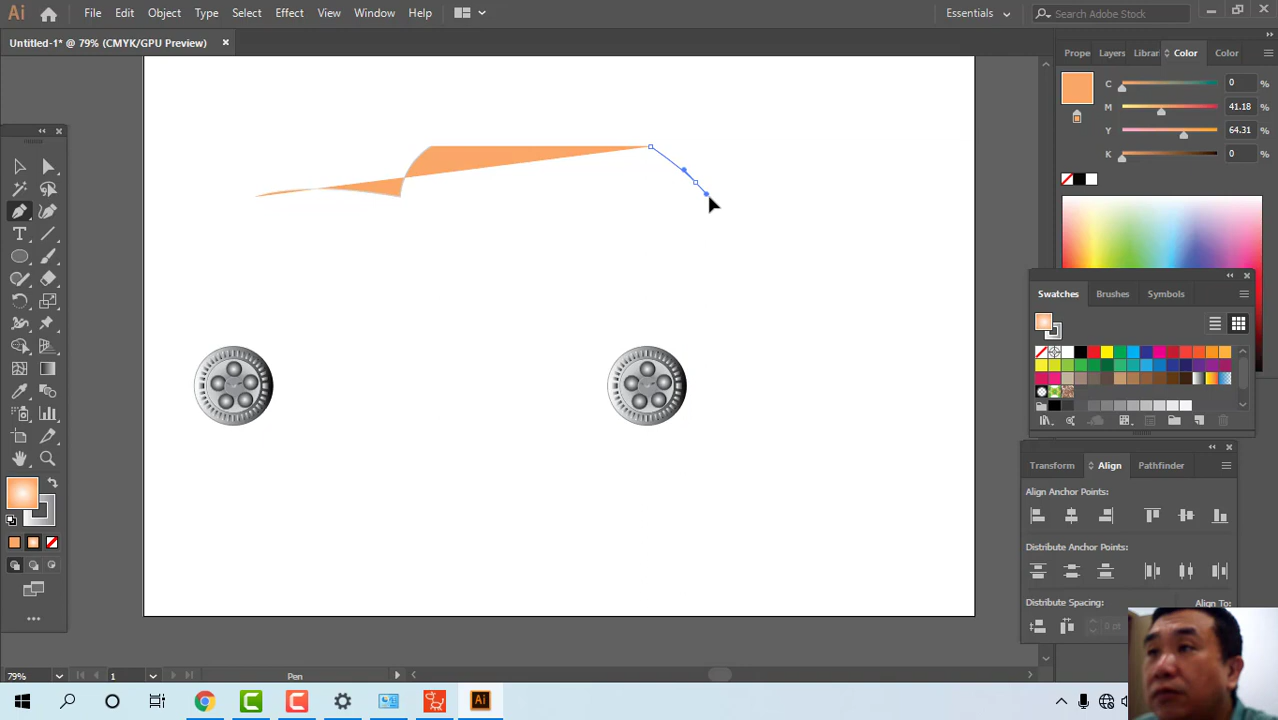 Ai File Edit Object Type Select Effect View Window Help Essentials Search Adobe Stock
Untitled-1* @ 79% (CMYK/GPU Preview)
Prope Layers Librar Color Color
C 0 %
M 41.18 %
Y 64.31 %
K 0 %
Swatches Brushes Symbols
Transform Align Pathfinder
Align Anchor Points:
Distribute Anchor Points:
Distribute Spacing: Align To:
79% 1 Pen
Ai